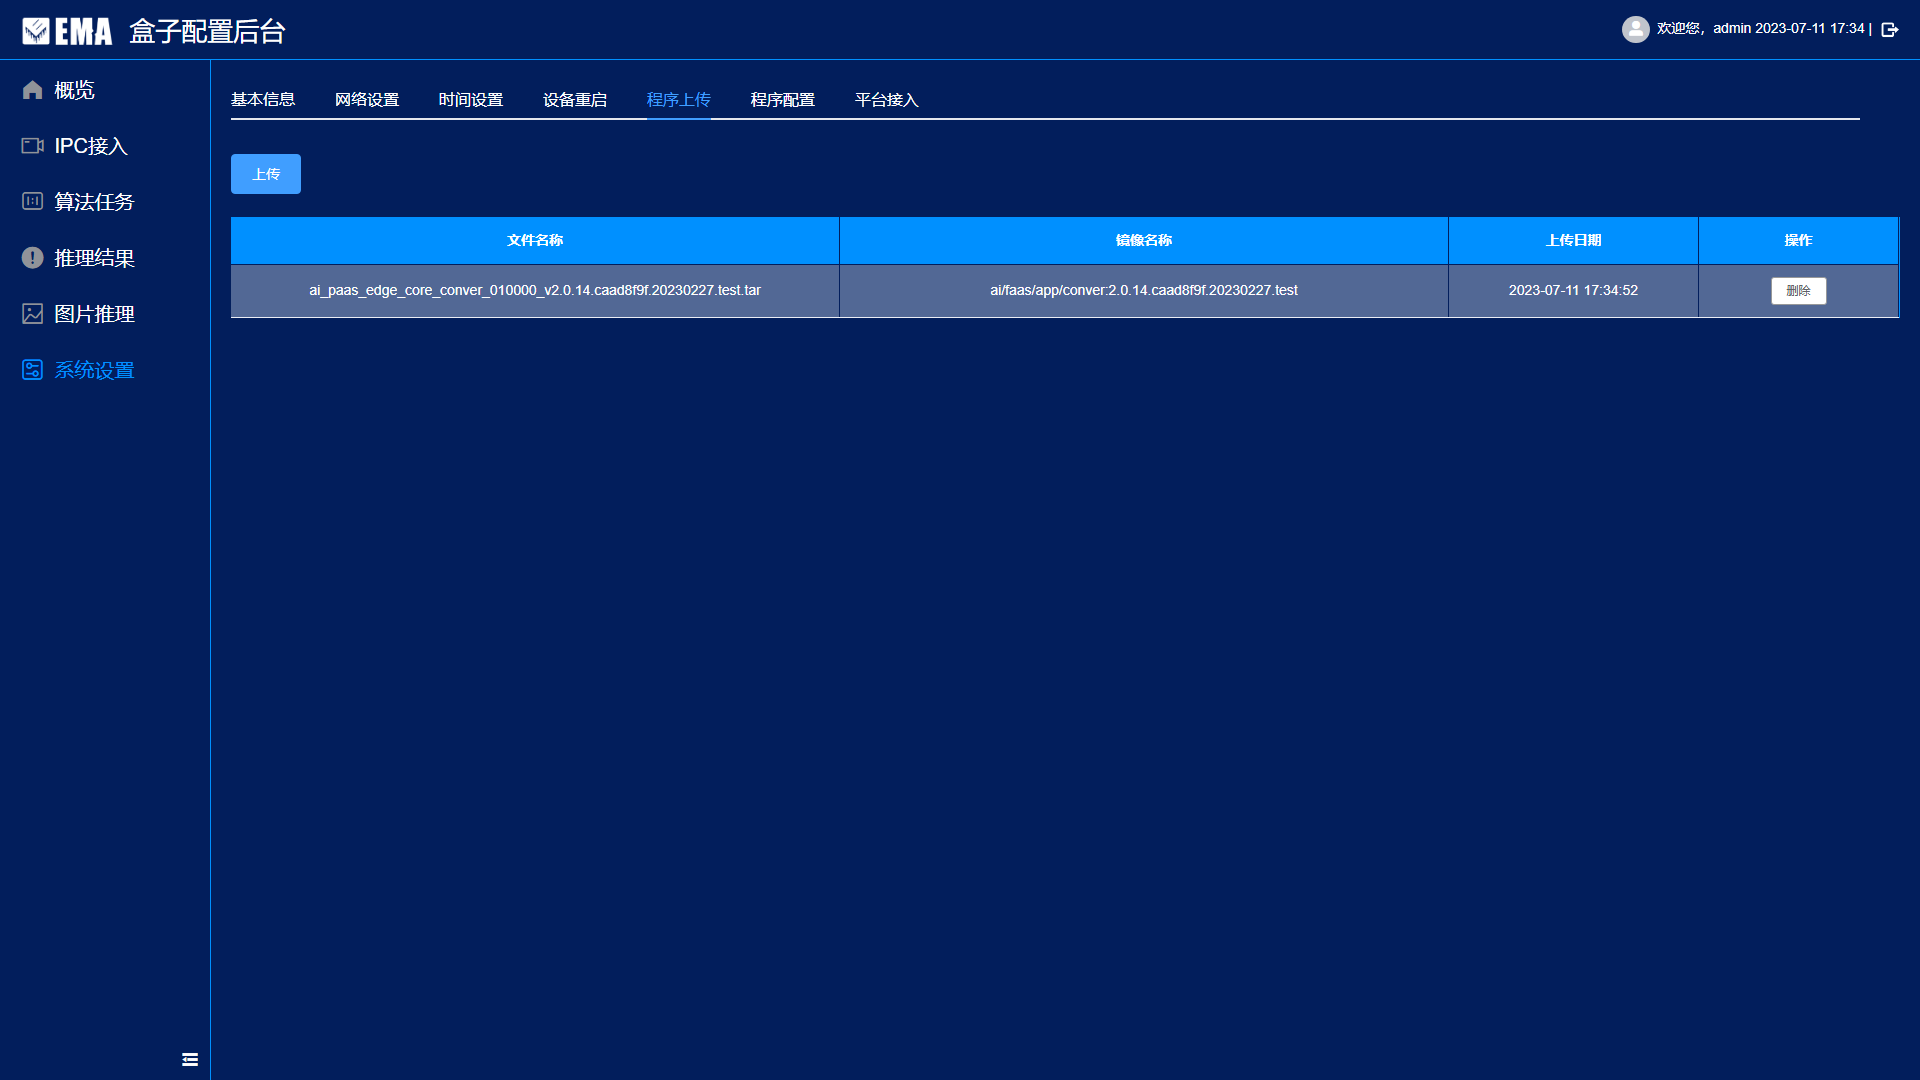 EMA 盒子配置后台
欢迎您，admin 2023-07-11 17:34 |
概览
IPC接入
算法任务
推理结果
图片推理
系统设置
基本信息 网络设置 时间设置 设备重启 程序上传 程序配置 平台接入
上传
文件名称 镜像名称 上传日期 操作
ai_paas_edge_core_conver_010000_v2.0.14.caad8f9f.20230227.test.tar ai/faas/app/conver:2.0.14.caad8f9f.20230227.test 2023-07-11 17:34:52 删除